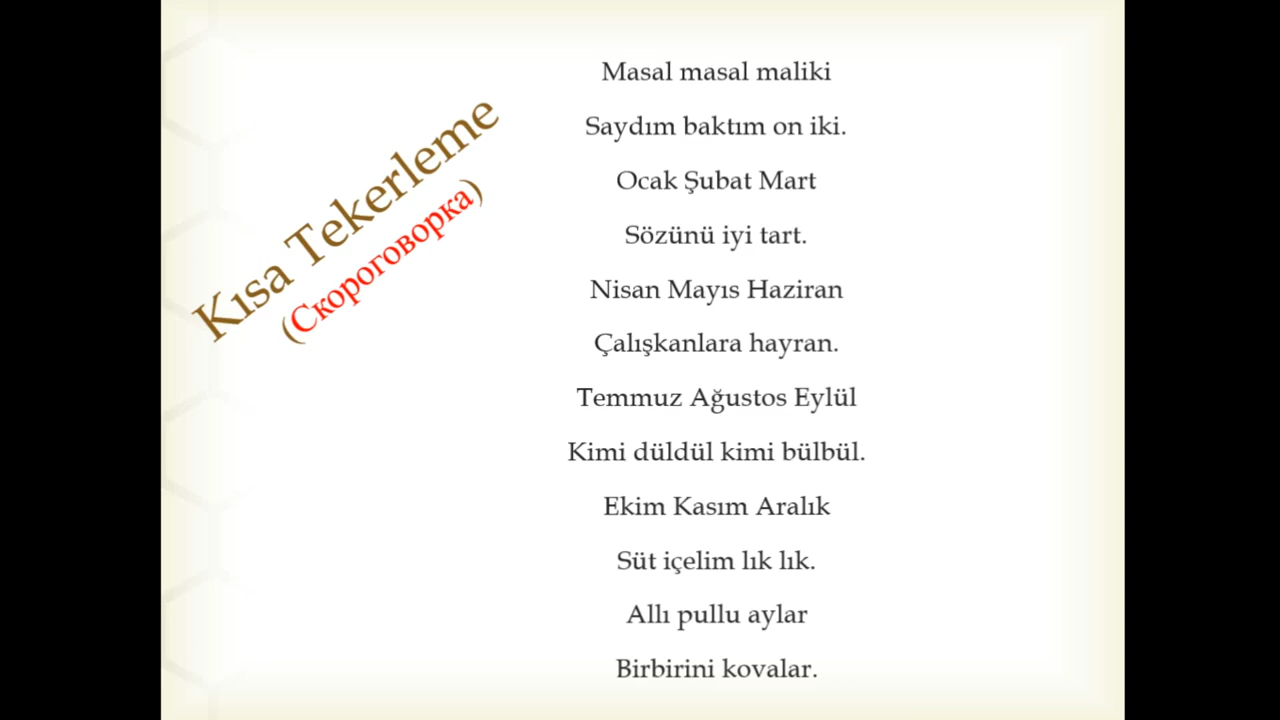 Kısa Tekerleme
(Скороговорка)
Masal masal maliki
Saydım baktım on iki.
Ocak Şubat Mart
Sözünü iyi tart.
Nisan Mayıs Haziran
Çalışkanlara hayran.
Temmuz Ağustos Eylül
Kimi düldül kimi bülbül.
Ekim Kasım Aralık
Süt içelim lık lık.
Allı pullu aylar
Birbirini kovalar.